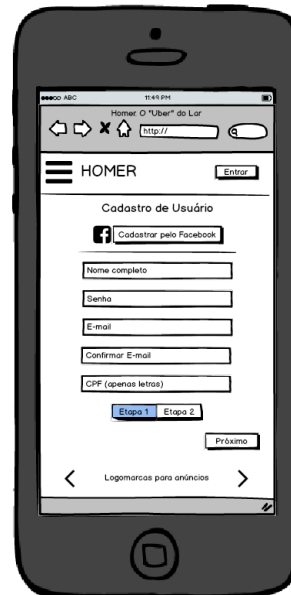 ABC 11:49 PM
Homer: O "Uber" do Lar
http://
HOMER Entrar
Cadastro de Usuário
Cadastrar pelo Facebook
Nome completo
Senha
E-mail
Confirmar E-mail
CPF (apenas letras)
Etapa 1 Etapa 2
Próximo
Logomarcas para anúncios